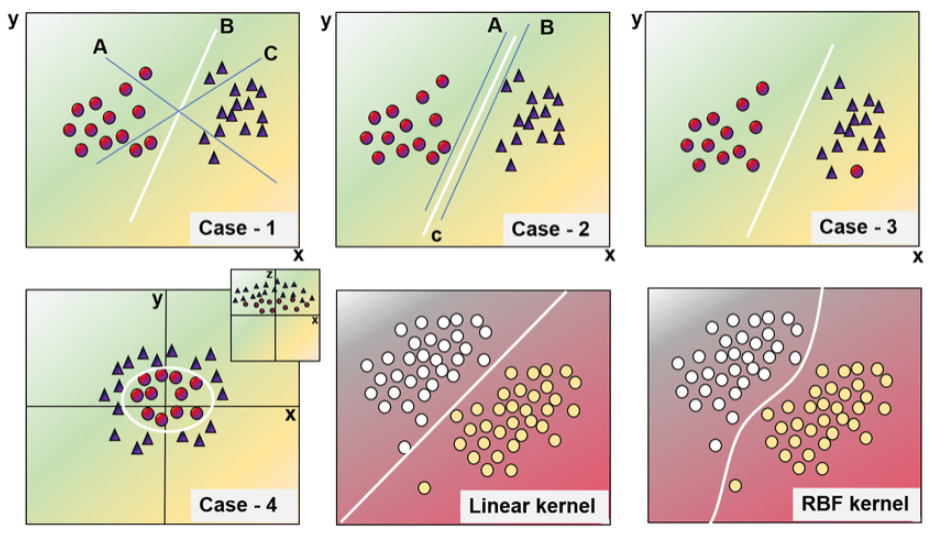 y
A
B
C
Case - 1
x
y
A
B
c
Case - 2
x
y
Case - 3
x
y
x
z
x
Case - 4
Linear kernel
RBF kernel